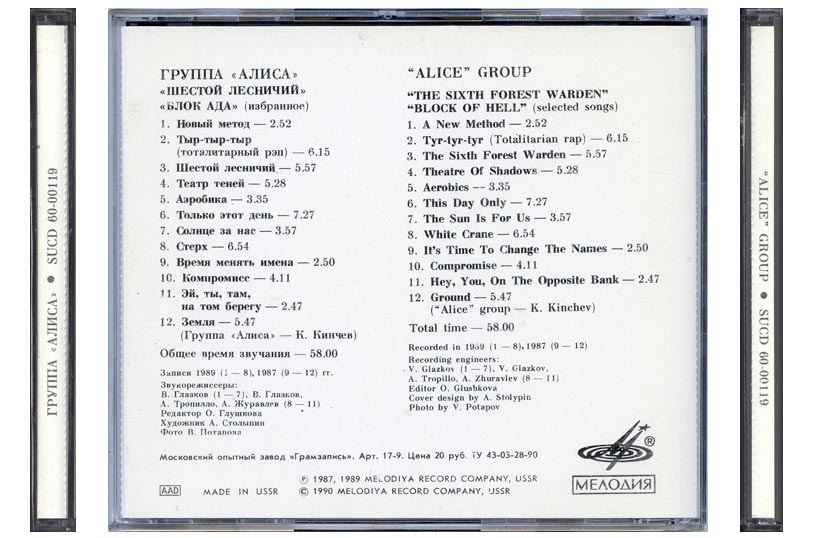 ГРУППА «АЛИСА» ● SUCD 60-00119
ГРУППА «АЛИСА»
«ШЕСТОЙ ЛЕСНИЧИЙ»
«БЛОК АДА» (избранное)
1. Новый метод — 2.52
2. Тыр-тыр-тыр
(тоталитарный рэп) — 6.15
3. Шестой лесничий — 5.57
4. Театр теней — 5.28
5. Аэробика — 3.35
6. Только этот день — 7.27
7. Солнце за нас — 3.57
8. Стерх — 6.54
9. Время менять имена — 2.50
10. Компромисс — 4.11
11. Эй, ты, там,
на том берегу — 2.47
12. Земля — 5.47
(Группа «Алиса» — К. Кинчев)
Общее время звучания — 58.00
Записи 1989 (1 — 8), 1987 (9 — 12) гг.
Звукорежиссеры:
В. Глазков (1 — 7), В. Глазков,
А. Тропилло, А. Журавлев (8 — 11)
Редактор О. Глушкова
Художник А. Столыпин
Фото В. Потапова
“ALICE” GROUP
“THE SIXTH FOREST WARDEN”
“BLOCK OF HELL” (selected songs)
1. A New Method — 2.52
2. Tyr-tyr-tyr (Totalitarian rap) — 6.15
3. The Sixth Forest Warden — 5.57
4. Theatre Of Shadows — 5.28
5. Aerobics — 3.35
6. This Day Only — 7.27
7. The Sun Is For Us — 3.57
8. White Crane — 6.54
9. It's Time To Change The Names — 2.50
10. Compromise — 4.11
11. Hey, You, On The Opposite Bank — 2.47
12. Ground — 5.47
(“Alice” group — K. Kinchev)
Total time — 58.00
Recorded in 1989 (1 — 8), 1987 (9 — 12)
Recording engineers:
V. Glazkov (1 — 7), V. Glazkov,
A. Tropillo, A. Zhuravlev (8 — 11)
Editor O. Glushkova
Cover design by A. Stolypin
Photo by V. Potapov
Московский опытный завод «Грамзапись». Арт. 17-9. Цена 20 руб. ТУ 43-03-28-90
AAD MADE IN USSR
Ⓟ 1987, 1989 MELODIYA RECORD COMPANY, USSR
© 1990 MELODIYA RECORD COMPANY, USSR
®
МЕЛОДИЯ
“ALICE” GROUP ● SUCD 60-00119